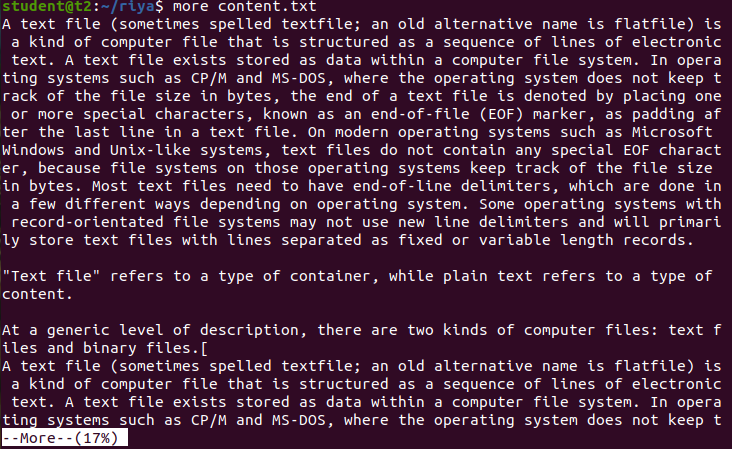 student@t2:~/riya$ more content.txt
A text file (sometimes spelled textfile; an old alternative name is flatfile) is
 a kind of computer file that is structured as a sequence of lines of electronic
 text. A text file exists stored as data within a computer file system. In opera
ting systems such as CP/M and MS-DOS, where the operating system does not keep t
rack of the file size in bytes, the end of a text file is denoted by placing one
 or more special characters, known as an end-of-file (EOF) marker, as padding af
ter the last line in a text file. On modern operating systems such as Microsoft 
Windows and Unix-like systems, text files do not contain any special EOF charact
er, because file systems on those operating systems keep track of the file size 
in bytes. Most text files need to have end-of-line delimiters, which are done in
 a few different ways depending on operating system. Some operating systems with
 record-orientated file systems may not use new line delimiters and will primari
ly store text files with lines separated as fixed or variable length records.

"Text file" refers to a type of container, while plain text refers to a type of 
content.

At a generic level of description, there are two kinds of computer files: text f
iles and binary files.[
A text file (sometimes spelled textfile; an old alternative name is flatfile) is
 a kind of computer file that is structured as a sequence of lines of electronic
 text. A text file exists stored as data within a computer file system. In opera
ting systems such as CP/M and MS-DOS, where the operating system does not keep t
--More--(17%)